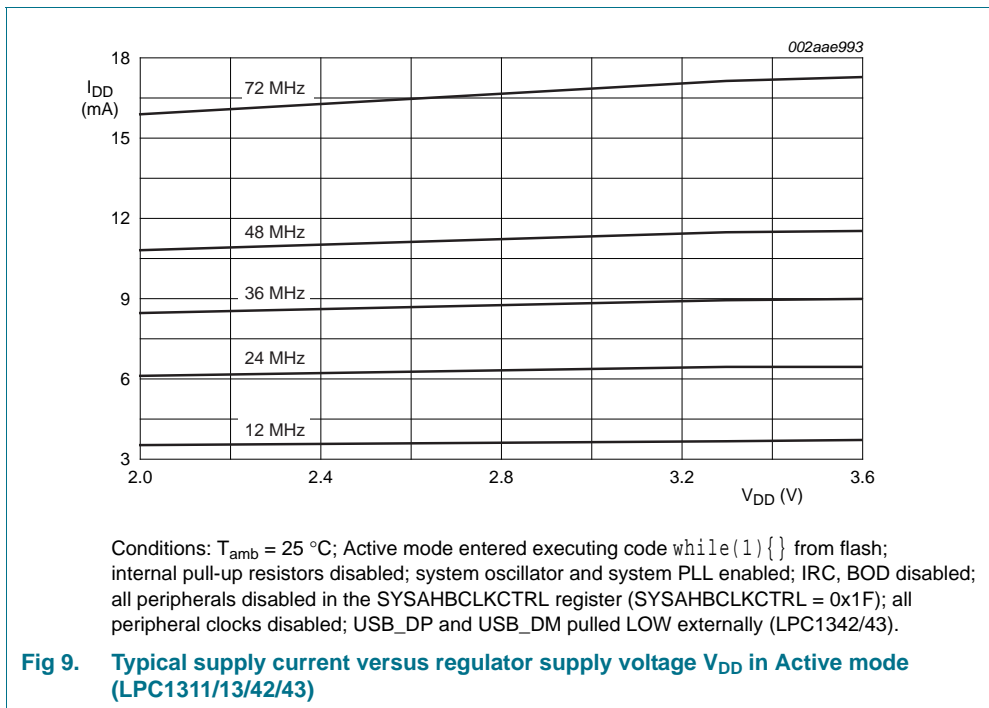 002aae993
18
I_DD
(mA)
72 MHz
15
12
48 MHz
9
36 MHz
24 MHz
6
12 MHz
3
2.0 2.4 2.8 3.2 3.6
V_DD (V)
Conditions: T_amb = 25 °C; Active mode entered executing code while(1){} from flash;
internal pull-up resistors disabled; system oscillator and system PLL enabled; IRC, BOD disabled;
all peripherals disabled in the SYSAHBCLKCTRL register (SYSAHBCLKCTRL = 0x1F); all
peripheral clocks disabled; USB_DP and USB_DM pulled LOW externally (LPC1342/43).
Fig 9. Typical supply current versus regulator supply voltage V_DD in Active mode
(LPC1311/13/42/43)